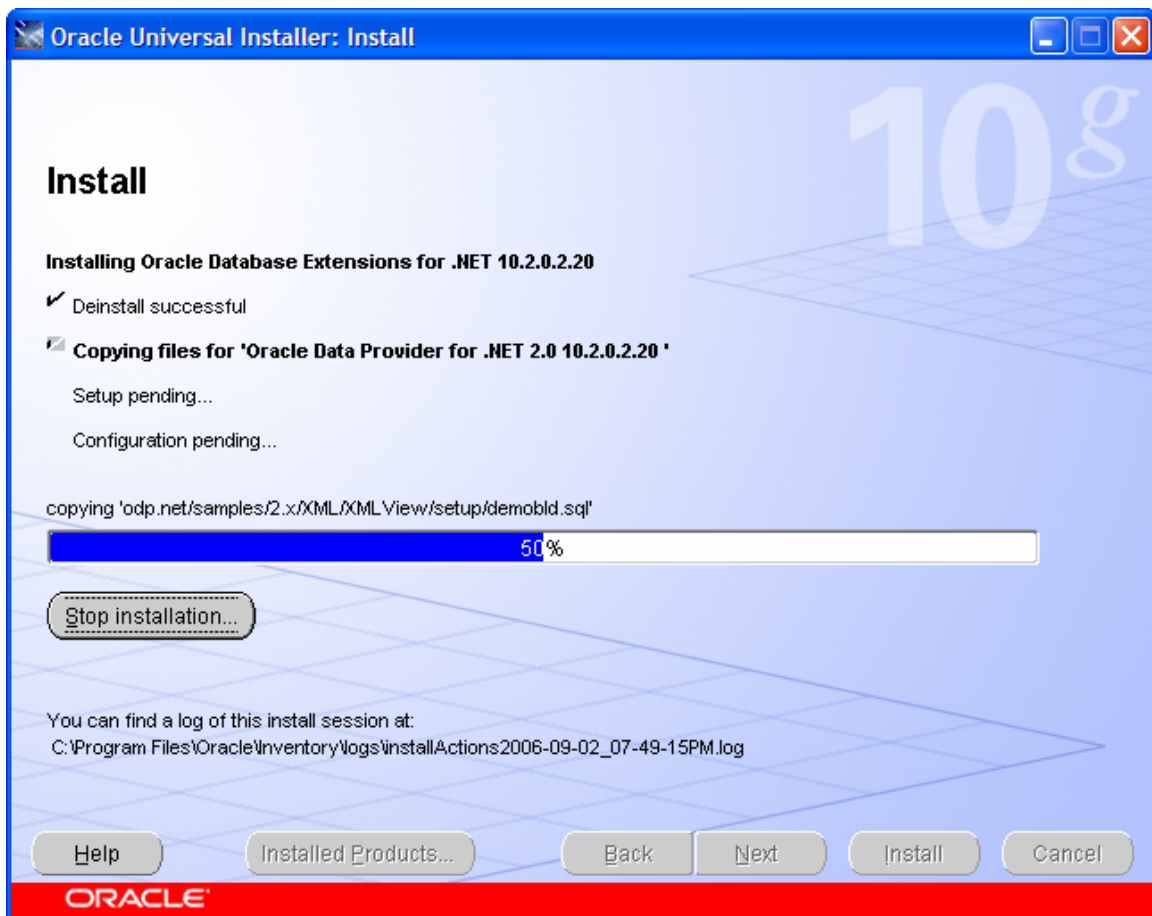 Oracle Universal Installer: Install
10g
Install
Installing Oracle Database Extensions for .NET 10.2.0.2.20
Deinstall successful
Copying files for 'Oracle Data Provider for .NET 2.0 10.2.0.2.20 '
Setup pending...
Configuration pending...
copying 'odp.net/samples/2.x/XML/XMLView/setup/demobld.sql'
50%
Stop installation...
You can find a log of this install session at:
C:\Program Files\Oracle\Inventory\logs\installActions2006-09-02_07-49-15PM.log
Help Installed Products... Back Next Install Cancel
ORACLE